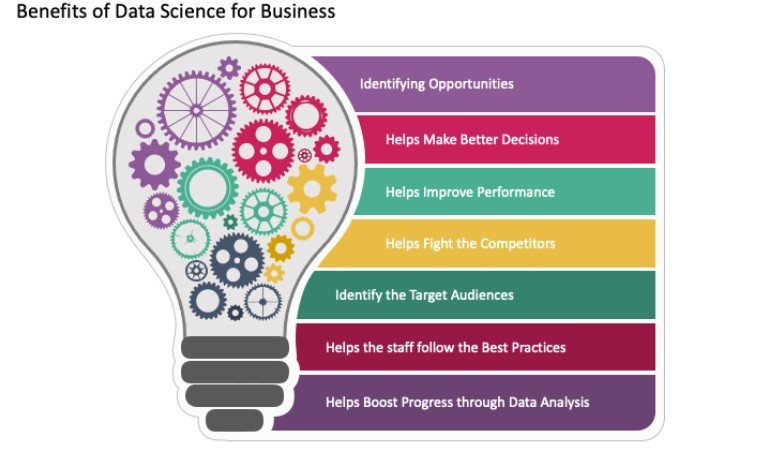 Benefits of Data Science for Business
Identifying Opportunities
Helps Make Better Decisions
Helps Improve Performance
Helps Fight the Competitors
Identify the Target Audiences
Helps the staff follow the Best Practices
Helps Boost Progress through Data Analysis